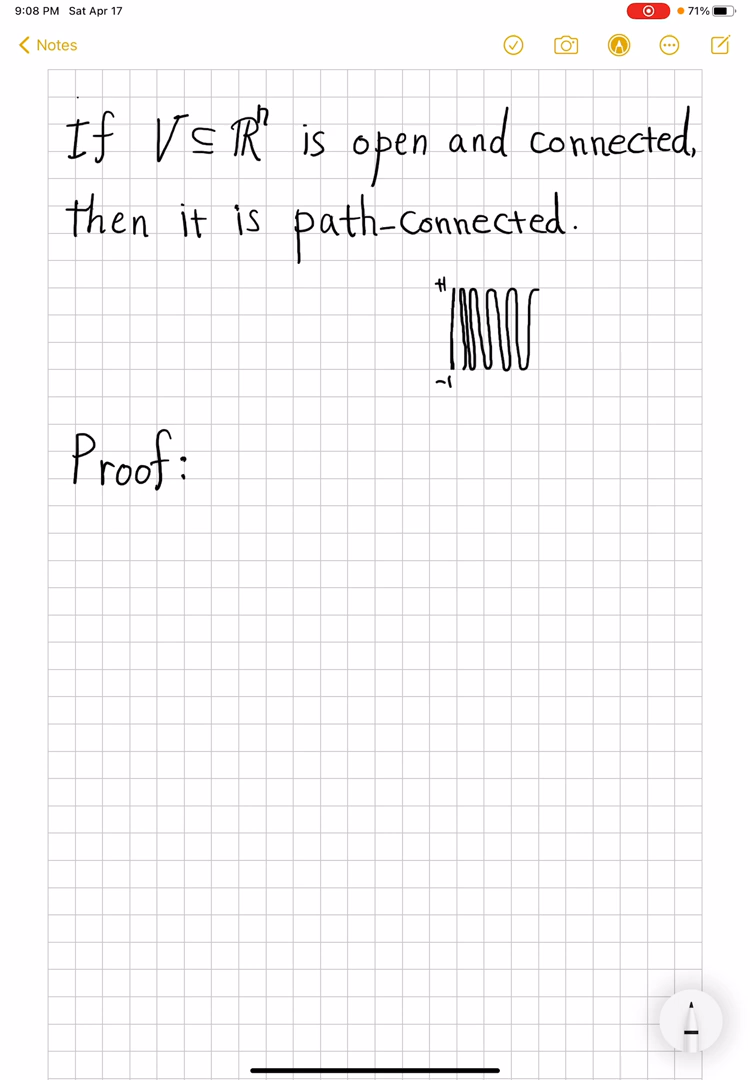 9:08 PM Sat Apr 17
71%
Notes
If V ⊆ ℝⁿ is open and connected,
then it is path-connected.
+1
-1
Proof: